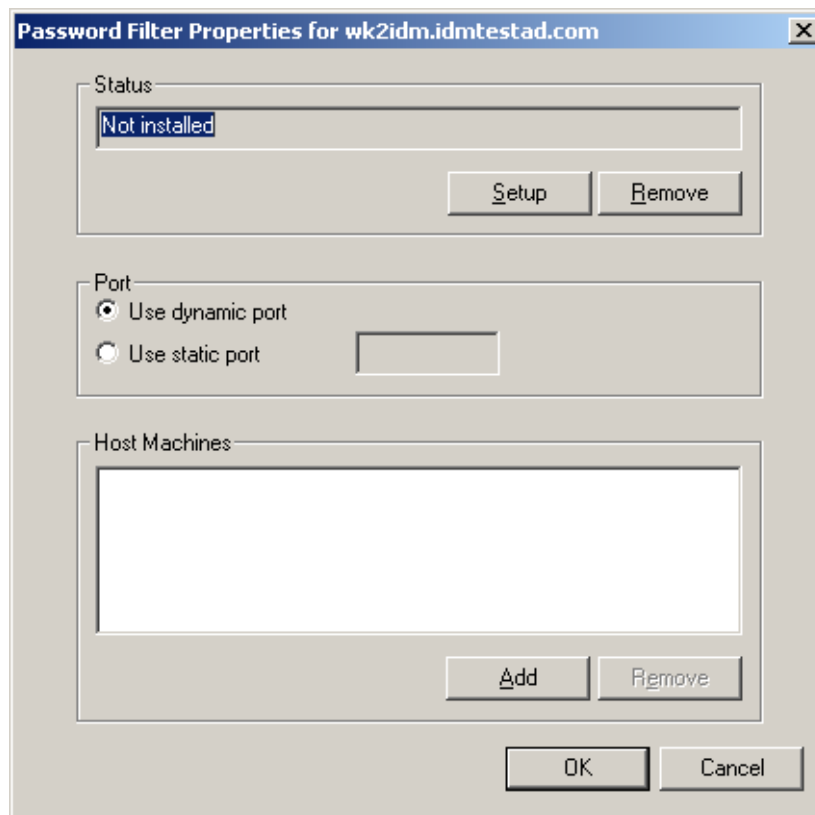 Password Filter Properties for wk2idm.idmtestad.com
Status
Not installed
Setup Remove
Port
Use dynamic port
Use static port
Host Machines
Add Remove
OK Cancel